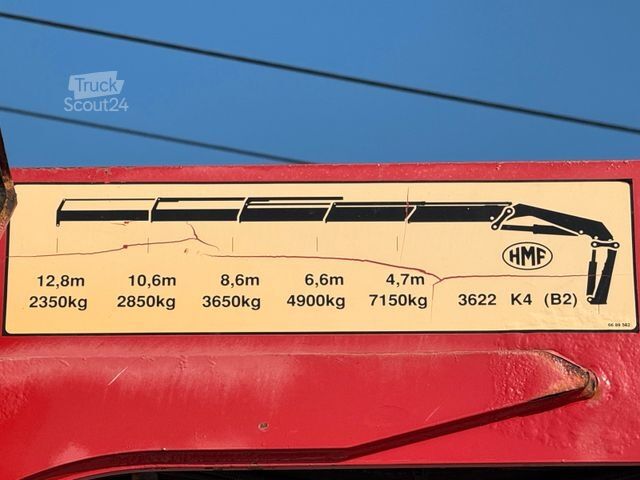 Truck
Scout24
HMF
12,8m 10,6m 8,6m 6,6m 4,7m
2350kg 2850kg 3650kg 4900kg 7150kg 3622 K4 (B2)